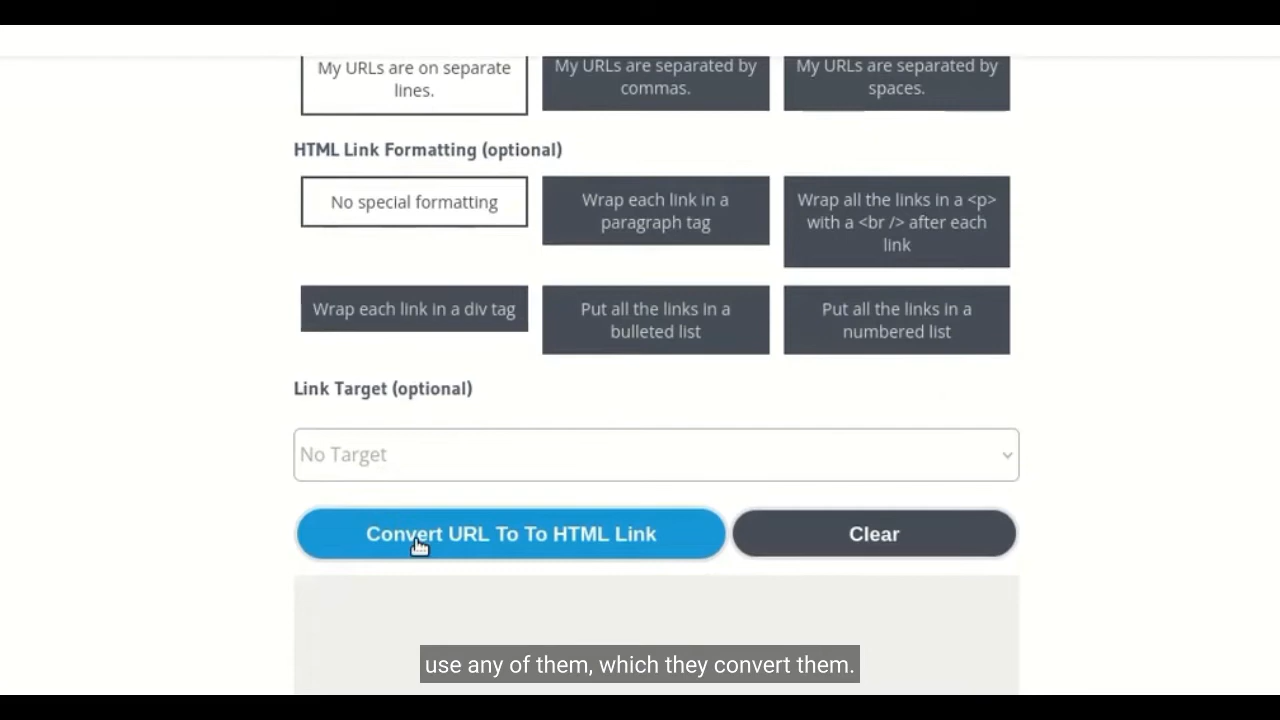 My URLs are on separate
lines.
My URLs are separated by
commas.
My URLs are separated by
spaces.
HTML Link Formatting (optional)
No special formatting
Wrap each link in a
paragraph tag
Wrap all the links in a <p>
with a <br /> after each
link
Wrap each link in a div tag
Put all the links in a
bulleted list
Put all the links in a
numbered list
Link Target (optional)
No Target
Convert URL To To HTML Link
Clear
use any of them, which they convert them.